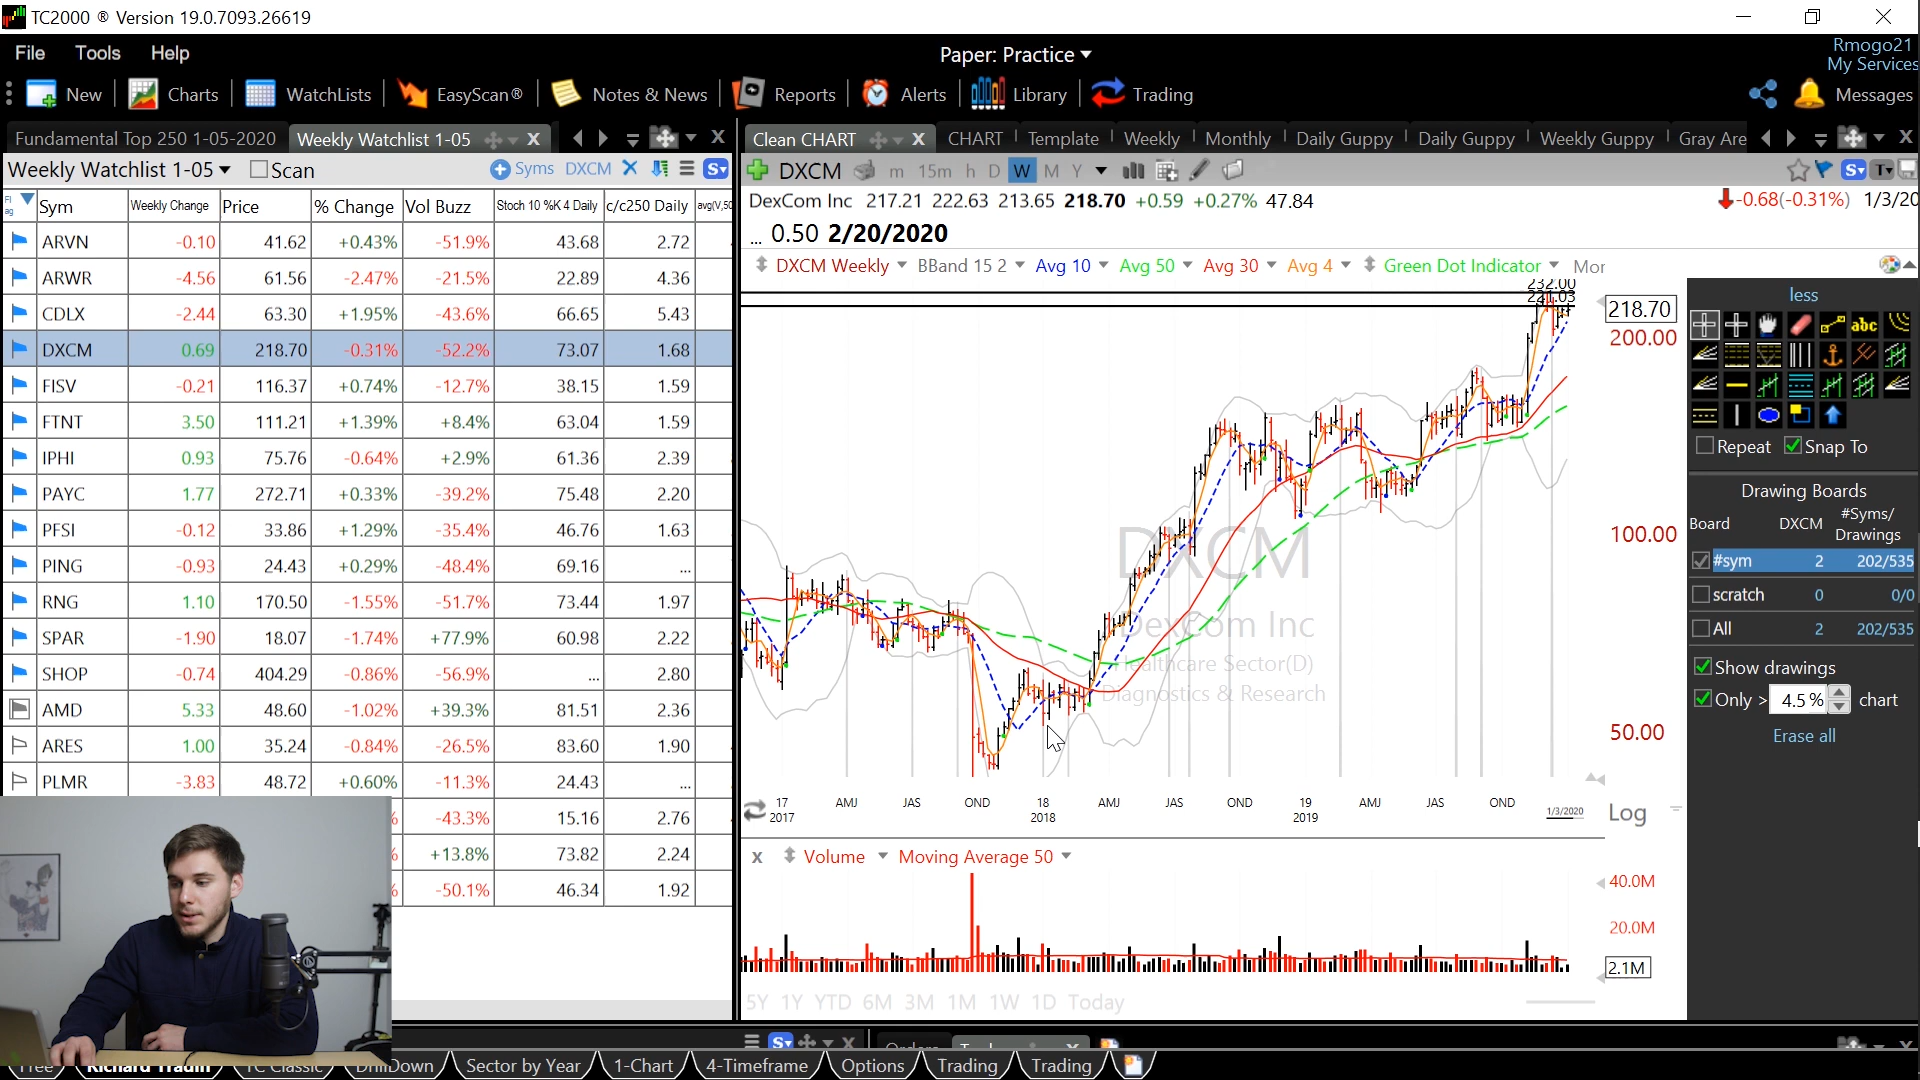 TC2000 ® Version 19.0.7093.26619
File Tools Help
Paper: Practice
Rmogo21
My Services
New Charts WatchLists EasyScan® Notes & News Reports Alerts Library Trading Messages
Fundamental Top 250 1-05-2020 Weekly Watchlist 1-05 X
Clean CHART X CHART Template Weekly Monthly Daily Guppy Daily Guppy Weekly Guppy Gray Are
Weekly Watchlist 1-05 Scan Syms DXCM
DXCM m 15m h D W M Y
Flag Sym Weekly Change Price % Change Vol Buzz Stoch 10 %K 4 Daily c/c250 Daily avg(V,50
ARVN -0.10 41.62 +0.43% -51.9% 43.68 2.72
ARWR -4.56 61.56 -2.47% -21.5% 22.89 4.36
CDLX -2.44 63.30 +1.95% -43.6% 66.65 5.43
DXCM 0.69 218.70 -0.31% -52.2% 73.07 1.68
FISV -0.21 116.37 +0.74% -12.7% 38.15 1.59
FTNT 3.50 111.21 +1.39% +8.4% 63.04 1.59
IPHI 0.93 75.76 -0.64% +2.9% 61.36 2.39
PAYC 1.77 272.71 +0.33% -39.2% 75.48 2.20
PFSI -0.12 33.86 +1.29% -35.4% 46.76 1.63
PING -0.93 24.43 +0.29% -48.4% 69.16 ...
RNG 1.10 170.50 -1.55% -51.7% 73.44 1.97
SPAR -1.90 18.07 -1.74% +77.9% 60.98 2.22
SHOP -0.74 404.29 -0.86% -56.9% ... 2.80
AMD 5.33 48.60 -1.02% +39.3% 81.51 2.36
ARES 1.00 35.24 -0.84% -26.5% 83.60 1.90
PLMR -3.83 48.72 +0.60% -11.3% 24.43 ...
% -43.3% 15.16 2.76
% +13.8% 73.82 2.24
% -50.1% 46.34 1.92
DexCom Inc 217.21 222.63 213.65 218.70 +0.59 +0.27% 47.84
-0.68(-0.31%) 1/3/20
... 0.50 2/20/2020
DXCM Weekly BBand 15 2 Avg 10 Avg 50 Avg 30 Avg 4 Green Dot Indicator Mor
232.00
221.03
218.70
200.00
100.00
50.00
DXCM
DexCom Inc
Healthcare Sector(D)
Diagnostics & Research
17 AMJ JAS OND 18 AMJ JAS OND 19 AMJ JAS OND 1/3/2020
2017 2018 2019
Log
x Volume Moving Average 50
40.0M
20.0M
2.1M
5Y 1Y YTD 6M 3M 1M 1W 1D Today
less
abc
Repeat Snap To
Drawing Boards
Board DXCM #Syms/Drawings
#sym 2 202/535
scratch 0 0/0
All 2 202/535
Show drawings
Only > 4.5 % chart
Erase all
Free Richard Tradin TC Classic DrillDown Sector by Year 1-Chart 4-Timeframe Options Trading Trading